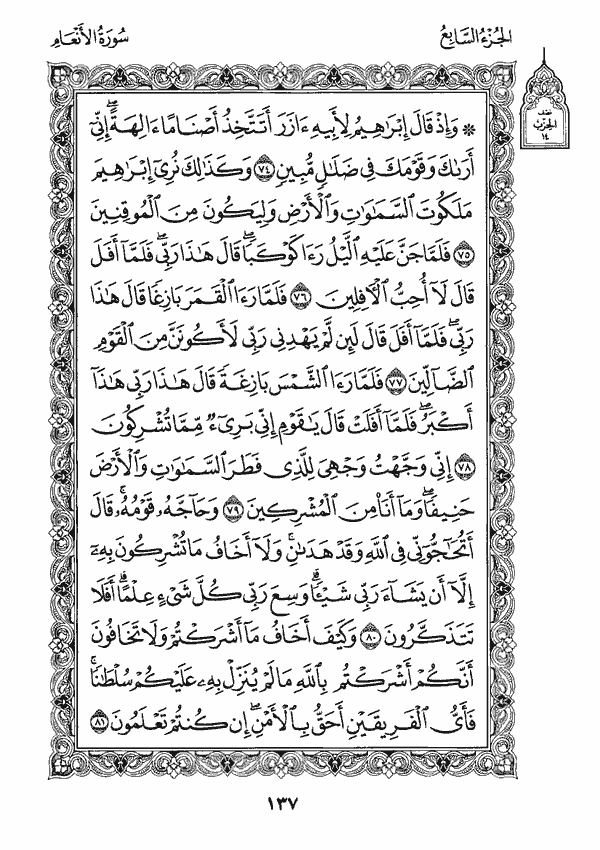 الجُزْءُ السَّابِعُ
سُورَةُ الأَنْعَامِ
نصف
الحِزْب
١٤
۞ وَإِذْ قَالَ إِبْرَٰهِيمُ لِأَبِيهِ ءَازَرَ أَتَتَّخِذُ أَصْنَامًا ءَالِهَةً ۖ إِنِّىٓ
أَرَىٰكَ وَقَوْمَكَ فِى ضَلَٰلٍ مُّبِينٍ ٧٤ وَكَذَٰلِكَ نُرِىٓ إِبْرَٰهِيمَ
مَلَكُوتَ ٱلسَّمَٰوَٰتِ وَٱلْأَرْضِ وَلِيَكُونَ مِنَ ٱلْمُوقِنِينَ
٧٥ فَلَمَّا جَنَّ عَلَيْهِ ٱلَّيْلُ رَءَا كَوْكَبًا ۖ قَالَ هَٰذَا رَبِّى ۖ فَلَمَّآ أَفَلَ
قَالَ لَآ أُحِبُّ ٱلْءَافِلِينَ ٧٦ فَلَمَّا رَءَا ٱلْقَمَرَ بَازِغًا قَالَ هَٰذَا
رَبِّى ۖ فَلَمَّآ أَفَلَ قَالَ لَئِن لَّمْ يَهْدِنِى رَبِّى لَأَكُونَنَّ مِنَ ٱلْقَوْمِ
ٱلضَّآلِّينَ ٧٧ فَلَمَّا رَءَا ٱلشَّمْسَ بَازِغَةً قَالَ هَٰذَا رَبِّى هَٰذَآ
أَكْبَرُ ۖ فَلَمَّآ أَفَلَتْ قَالَ يَٰقَوْمِ إِنِّى بَرِىٓءٌ مِّمَّا تُشْرِكُونَ
٧٨ إِنِّى وَجَّهْتُ وَجْهِىَ لِلَّذِى فَطَرَ ٱلسَّمَٰوَٰتِ وَٱلْأَرْضَ
حَنِيفًا ۖ وَمَآ أَنَا۠ مِنَ ٱلْمُشْرِكِينَ ٧٩ وَحَآجَّهُۥ قَوْمُهُۥ ۚ قَالَ
أَتُحَٰٓجُّوٓنِّى فِى ٱللَّهِ وَقَدْ هَدَىٰنِ ۚ وَلَآ أَخَافُ مَا تُشْرِكُونَ بِهِۦٓ
إِلَّآ أَن يَشَآءَ رَبِّى شَيْـًٔا ۗ وَسِعَ رَبِّى كُلَّ شَىْءٍ عِلْمًا ۗ أَفَلَا
تَتَذَكَّرُونَ ٨٠ وَكَيْفَ أَخَافُ مَآ أَشْرَكْتُمْ وَلَا تَخَافُونَ
أَنَّكُمْ أَشْرَكْتُم بِٱللَّهِ مَا لَمْ يُنَزِّلْ بِهِۦ عَلَيْكُمْ سُلْطَٰنًا ۚ
فَأَىُّ ٱلْفَرِيقَيْنِ أَحَقُّ بِٱلْأَمْنِ ۖ إِن كُنتُمْ تَعْلَمُونَ ٨١
١٣٧